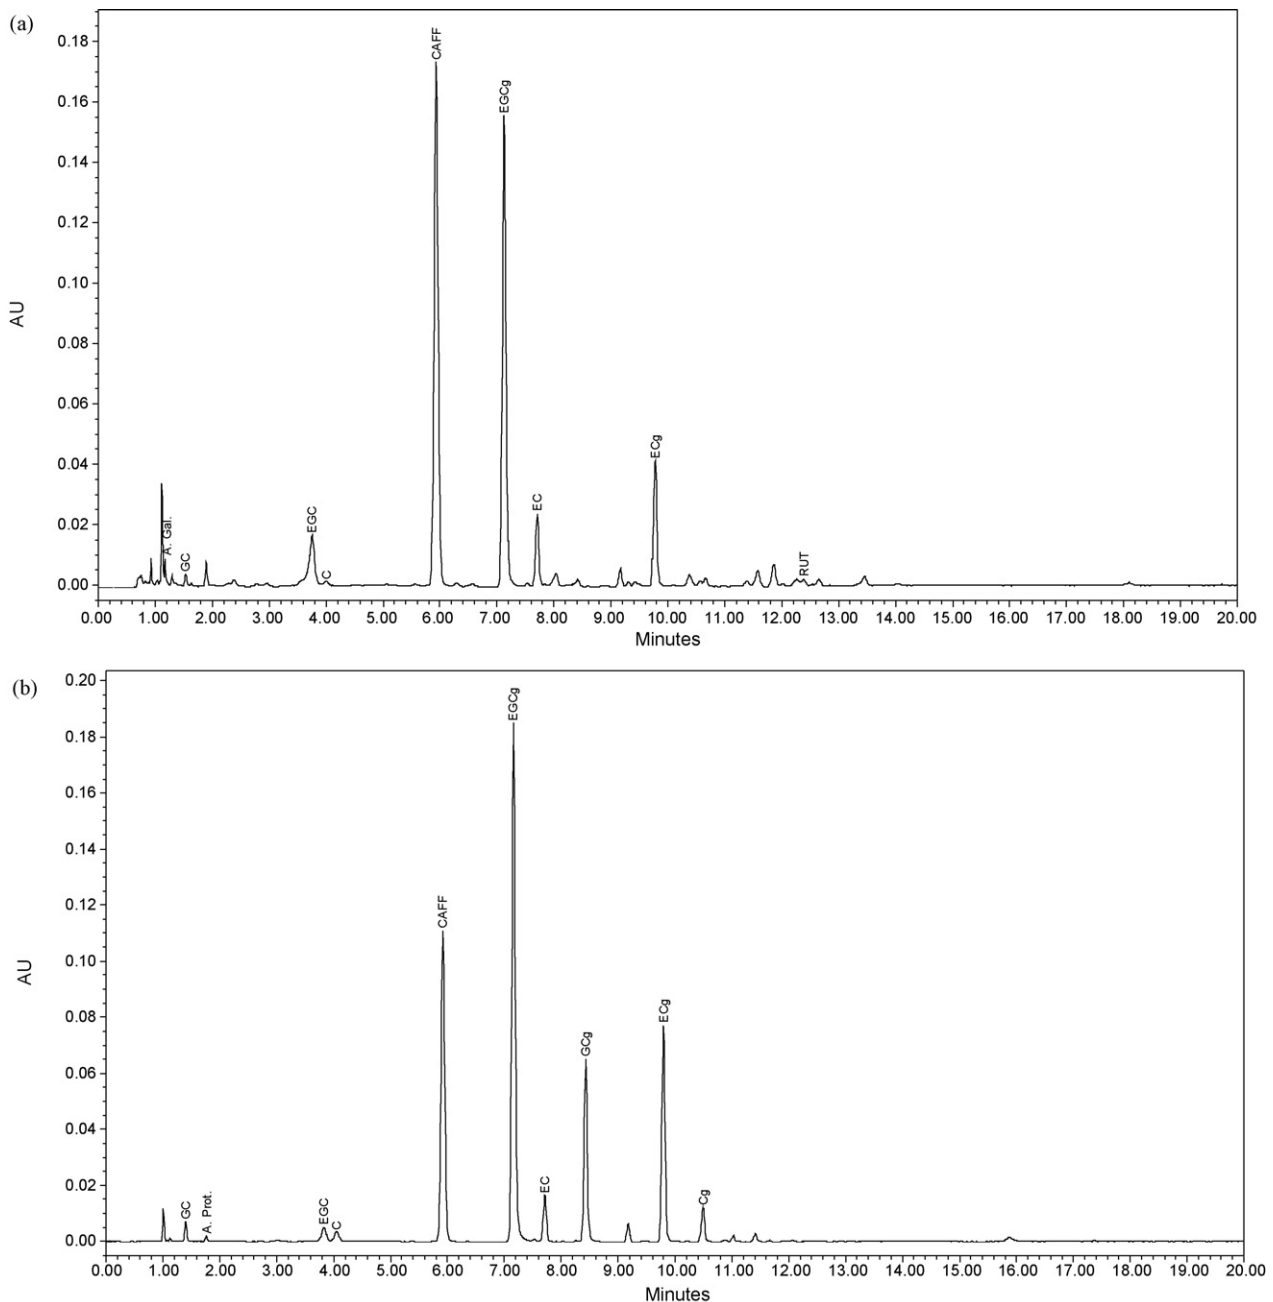 (a)
0.18
0.16
0.14
0.12
0.10
0.08
0.06
0.04
0.02
0.00
AU
A. Gal.
GC
EGC
C
CAFF
EGCg
EC
ECg
RUT
0.00 1.00 2.00 3.00 4.00 5.00 6.00 7.00 8.00 9.00 10.00 11.00 12.00 13.00 14.00 15.00 16.00 17.00 18.00 19.00 20.00
Minutes
(b)
0.20
0.18
0.16
0.14
0.12
0.10
0.08
0.06
0.04
0.02
0.00
AU
GC
A. Prot.
EGC
C
CAFF
EGCg
EC
GCg
ECg
Cg
0.00 1.00 2.00 3.00 4.00 5.00 6.00 7.00 8.00 9.00 10.00 11.00 12.00 13.00 14.00 15.00 16.00 17.00 18.00 19.00 20.00
Minutes